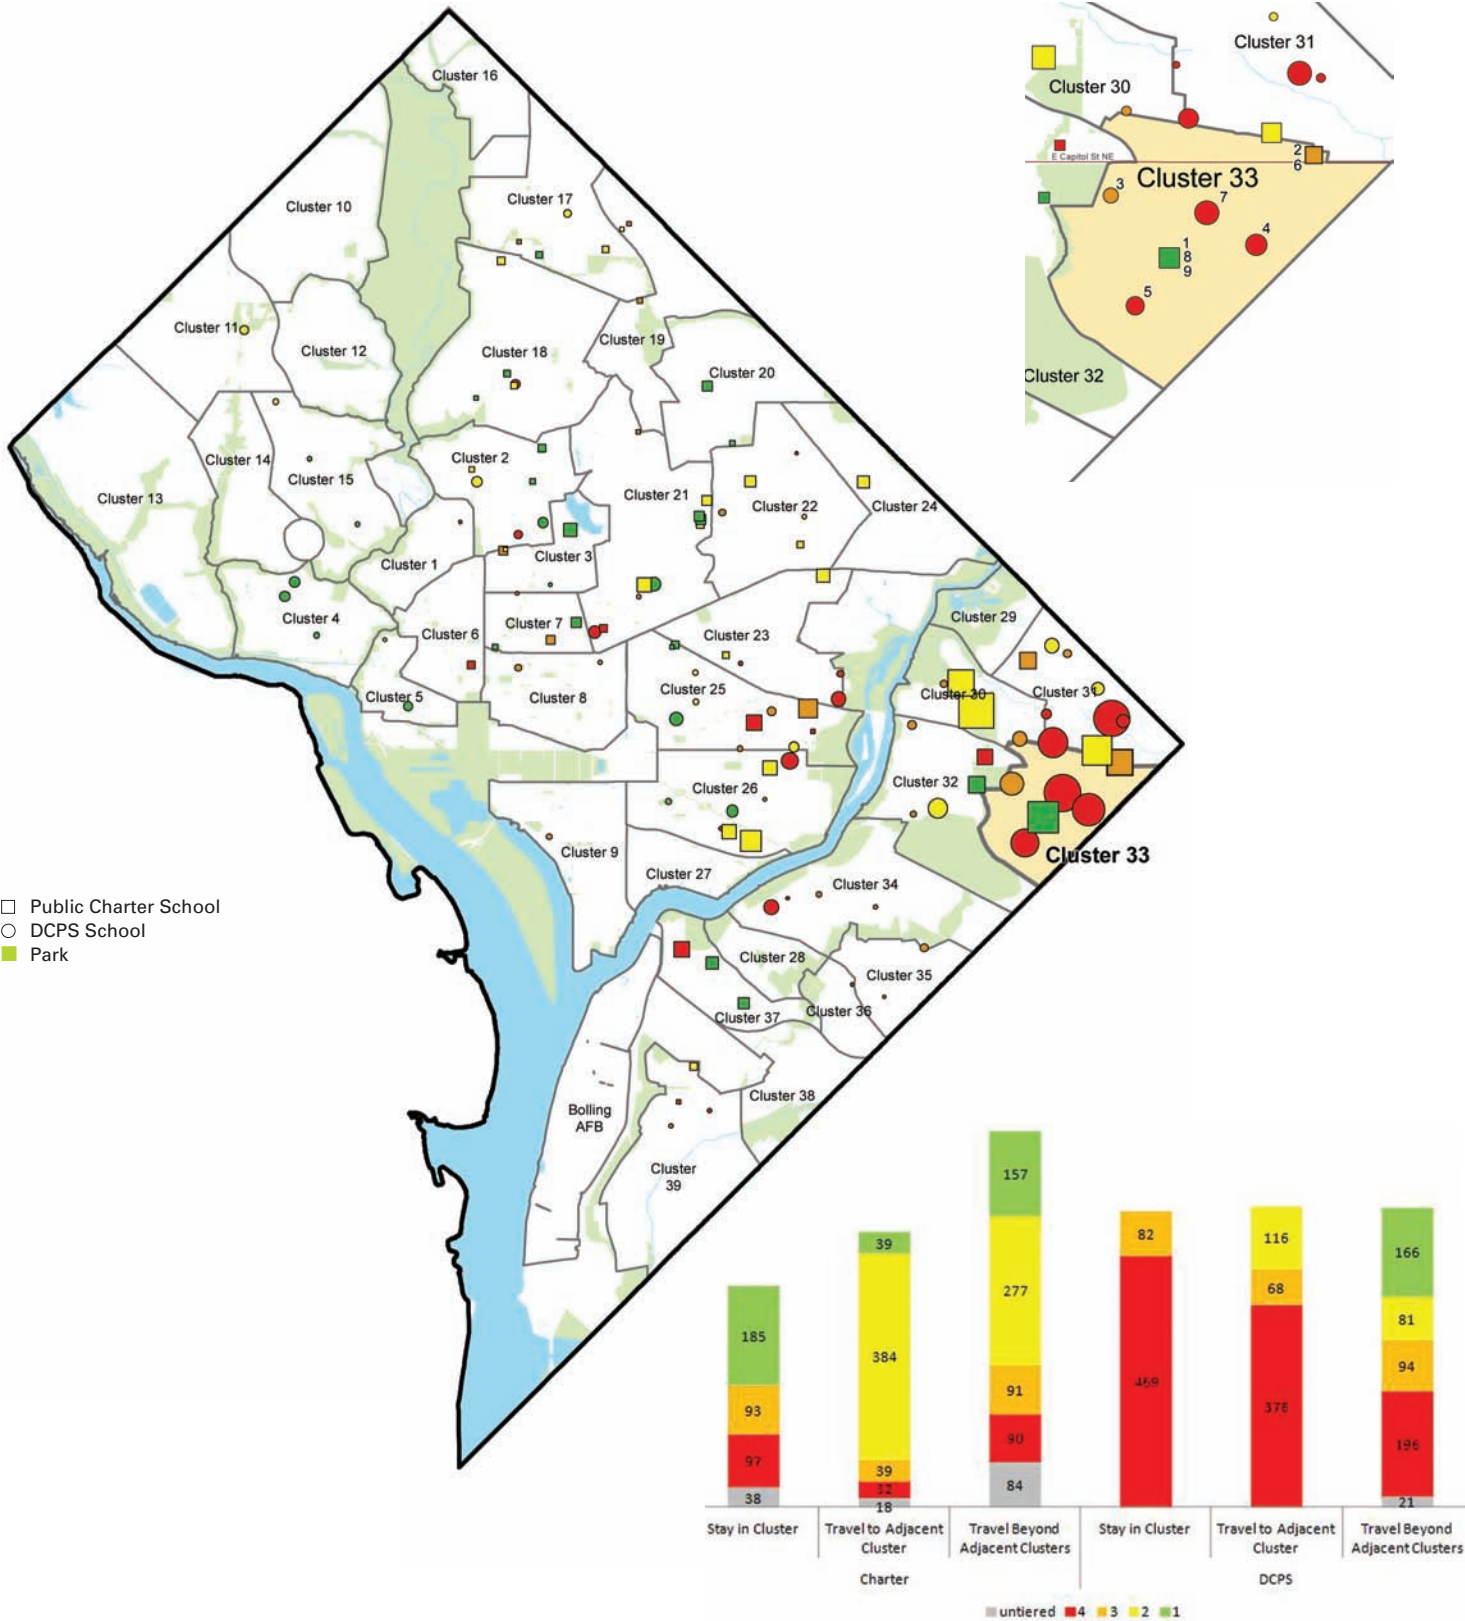 Cluster 16
Cluster 10
Cluster 17
Cluster 11
Cluster 12
Cluster 18
Cluster 19
Cluster 20
Cluster 14
Cluster 15
Cluster 2
Cluster 13
Cluster 21
Cluster 22
Cluster 24
Cluster 1
Cluster 3
Cluster 4
Cluster 6
Cluster 7
Cluster 23
Cluster 29
Cluster 5
Cluster 8
Cluster 25
Cluster 30
Cluster 31
Cluster 26
Cluster 32
Cluster 9
Cluster 33
Cluster 27
Cluster 34
Cluster 28
Cluster 35
Cluster 37
Cluster 36
Cluster 38
Bolling
AFB
Cluster
39
Cluster 31
Cluster 30
E Capitol St NE
2
6
Cluster 33
3
7
4
1
8
9
5
Cluster 32
Public Charter School
DCPS School
Park
185
93
97
38
39
384
39
32
18
157
277
91
90
84
82
469
116
68
376
166
81
94
196
21
Stay in Cluster
Travel to Adjacent
Cluster
Travel Beyond
Adjacent Clusters
Stay in Cluster
Travel to Adjacent
Cluster
Travel Beyond
Adjacent Clusters
Charter
DCPS
untiered 4 3 2 1